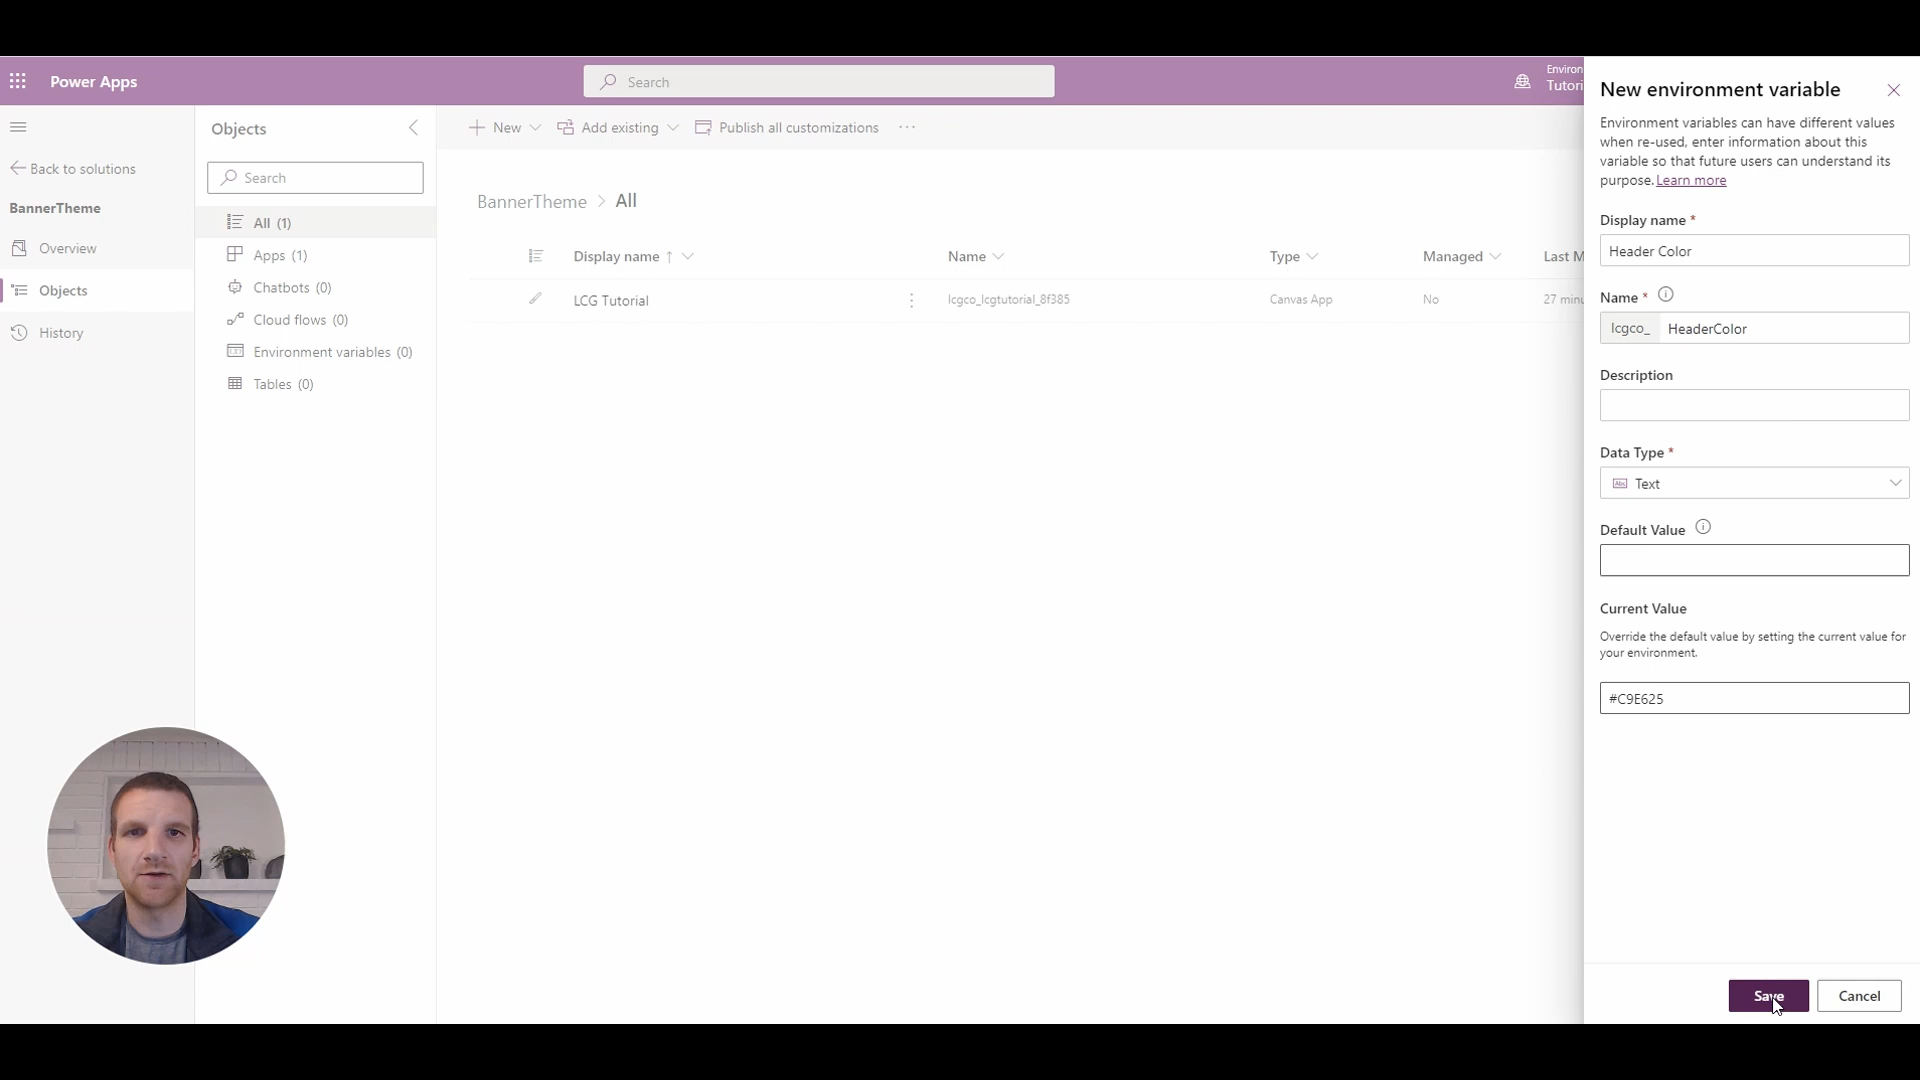 Power Apps
Search
Environ
Tutori
Objects
New
Add existing
Publish all customizations
...
Back to solutions
Search
BannerTheme
Overview
Objects
History
All (1)
Apps (1)
Chatbots (0)
Cloud flows (0)
Environment variables (0)
Tables (0)
BannerTheme > All
Display name ↑
Name
Type
Managed
Last M
LCG Tutorial
lcgco_lcgtutorial_8f385
Canvas App
No
27 minu
New environment variable
Environment variables can have different values
when re-used, enter information about this
variable so that future users can understand its
purpose. Learn more
Display name *
Header Color
Name *
lcgco_ HeaderColor
Description
Data Type *
Abc Text
Default Value
Current Value
Override the default value by setting the current value for
your environment.
#C9E625
Save
Cancel